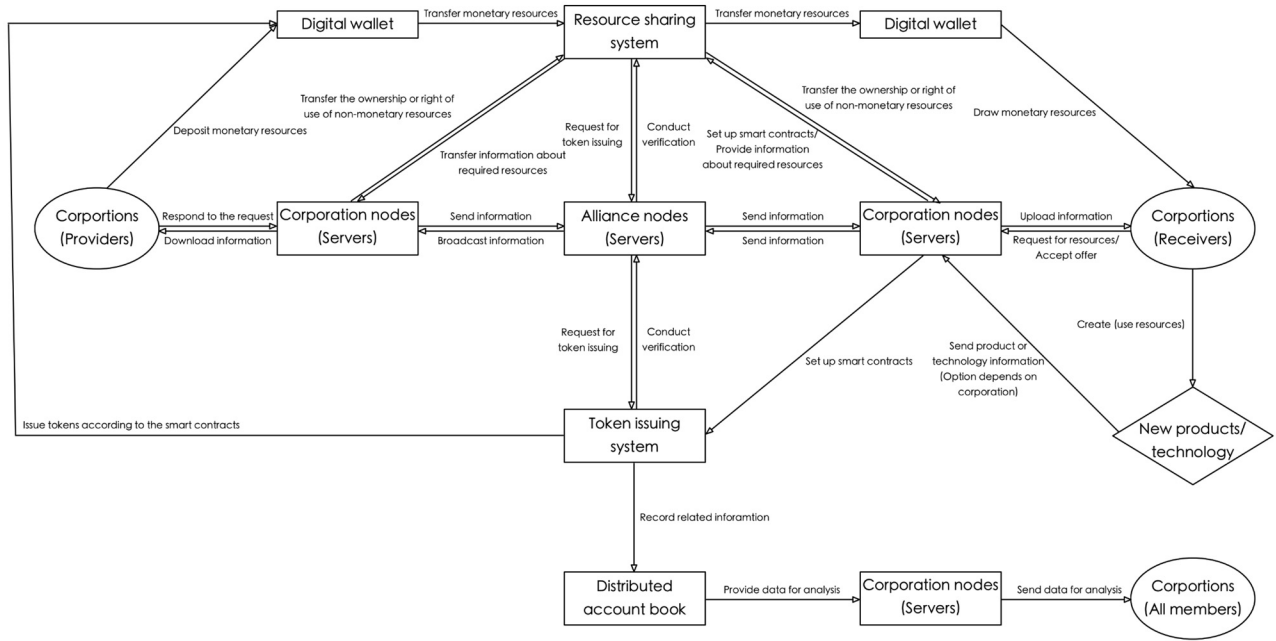 Digital wallet
Transfer monetary resources
Resource sharing
system
Transfer monetary resources
Digital wallet
Transfer the ownership or right of
use of non-monetary resources
Deposit monetary resources
Request for
token issuing
Conduct
verification
Transfer the ownership or right of
use of non-monetary resources
Set up smart contracts/
Provide information
about required resources
Draw monetary resources
Transfer information about
required resources
Corportions
(Providers)
Respond to the request
Download information
Corporation nodes
(Servers)
Send information
Broadcast information
Alliance nodes
(Servers)
Send information
Send information
Corporation nodes
(Servers)
Upload information
Request for resources/
Accept offer
Corportions
(Receivers)
Request for
token issuing
Conduct
verification
Set up smart contracts
Send product or
technology information
(Option depends on
corporation)
Create (use resources)
Issue tokens according to the smart contracts
Token issuing
system
New products/
technology
Record related inforamtion
Distributed
account book
Provide data for analysis
Corporation nodes
(Servers)
Send data for analysis
Corportions
(All members)